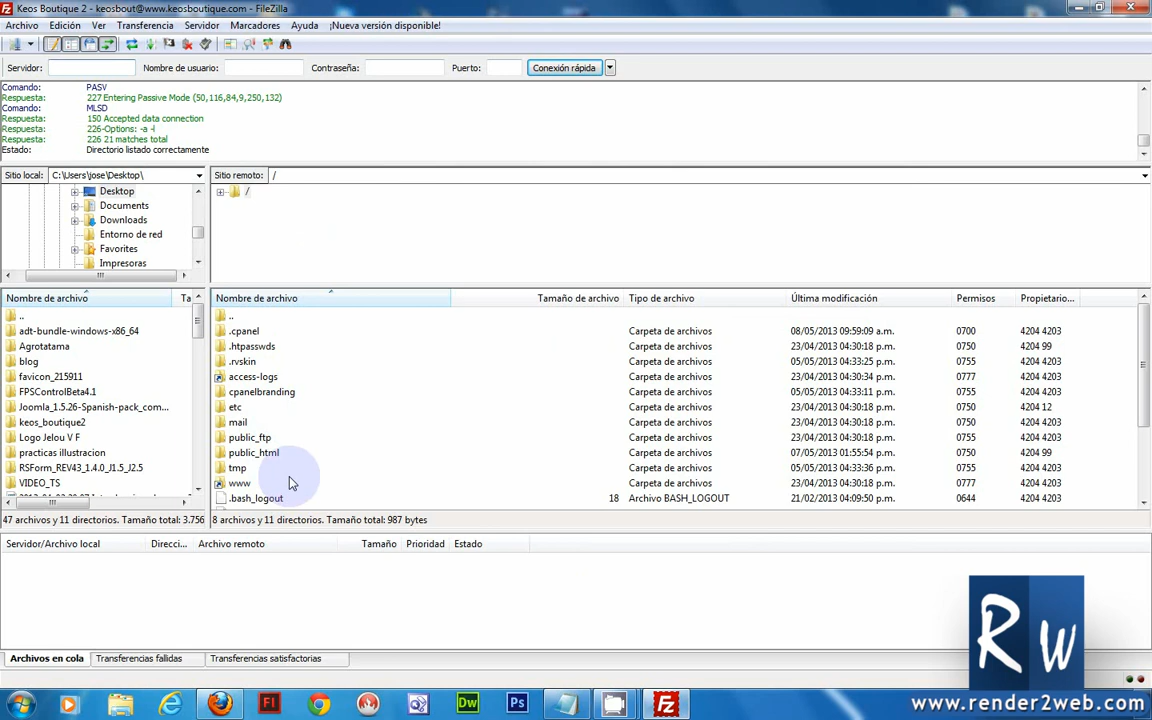 Keos Boutique 2 - keosbout@www.keosboutique.com - FileZilla
Archivo Edición Ver Transferencia Servidor Marcadores Ayuda ¡Nueva versión disponible!
Servidor: Nombre de usuario: Contraseña: Puerto: Conexión rápida
Comando: PASV
Respuesta: 227 Entering Passive Mode (50,116,84,9,250,132)
Comando: MLSD
Respuesta: 150 Accepted data connection
Respuesta: 226-Options: -a -l
Respuesta: 226 21 matches total
Estado: Directorio listado correctamente
Sitio local: C:\Users\jose\Desktop\
Desktop
Documents
Downloads
Entorno de red
Favorites
Impresoras
Sitio remoto: /
/
Nombre de archivo Ta
..
adt-bundle-windows-x86_64
Agrotatama
blog
favicon_215911
FPSControlBeta4.1
Joomla_1.5.26-Spanish-pack_com...
keos_boutique2
Logo Jelou V F
practicas illustracion
RSForm_REV43_1.4.0_J1.5_J2.5
VIDEO_TS
47 archivos y 11 directorios. Tamaño total: 3.756
Nombre de archivo Tamaño de archivo Tipo de archivo Última modificación Permisos Propietario...
..
.cpanel Carpeta de archivos 08/05/2013 09:59:09 a.m. 0700 4204 4203
.htpasswds Carpeta de archivos 23/04/2013 04:30:18 p.m. 0750 4204 99
.rvskin Carpeta de archivos 05/05/2013 04:33:25 p.m. 0755 4204 4203
access-logs Carpeta de archivos 23/04/2013 04:30:34 p.m. 0777 4204 4203
cpanelbranding Carpeta de archivos 05/05/2013 04:33:11 p.m. 0755 4204 4203
etc Carpeta de archivos 23/04/2013 04:30:18 p.m. 0750 4204 12
mail Carpeta de archivos 23/04/2013 04:30:18 p.m. 0750 4204 4203
public_ftp Carpeta de archivos 23/04/2013 04:30:18 p.m. 0755 4204 4203
public_html Carpeta de archivos 07/05/2013 01:55:54 p.m. 0750 4204 99
tmp Carpeta de archivos 05/05/2013 04:33:36 p.m. 0755 4204 4203
www Carpeta de archivos 23/04/2013 04:30:18 p.m. 0777 4204 4203
.bash_logout 18 Archivo BASH_LOGOUT 21/02/2013 04:09:50 p.m. 0644 4204 4203
8 archivos y 11 directorios. Tamaño total: 987 bytes
Servidor/Archivo local Direcci... Archivo remoto Tamaño Prioridad Estado
Archivos en cola Transferencias fallidas Transferencias satisfactorias
Rw
www.render2web.com
Fl Dw Ps Fz